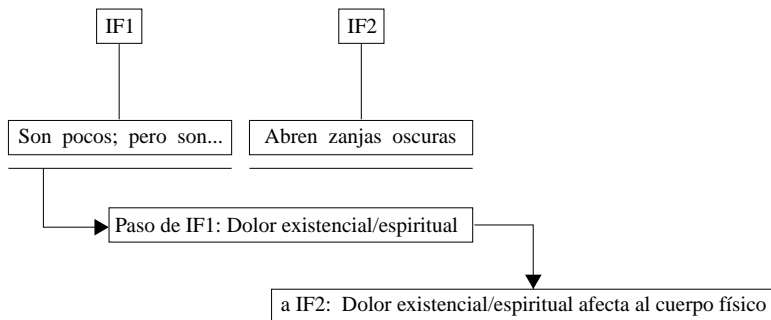 IF1
IF2
Son pocos; pero son...
Abren zanjas oscuras
Paso de IF1: Dolor existencial/espiritual
a IF2: Dolor existencial/espiritual afecta al cuerpo físico